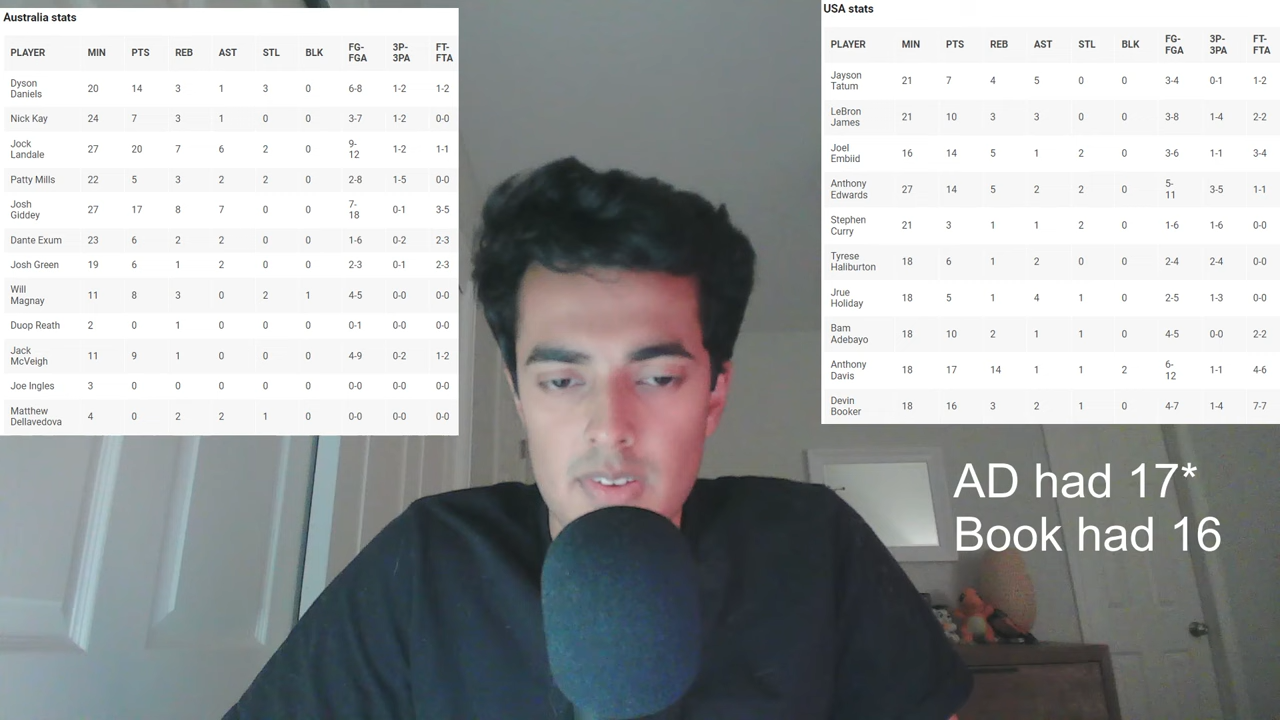 Australia stats
PLAYER MIN PTS REB AST STL BLK FG-FGA 3P-3PA FT-FTA
Dyson Daniels 20 14 3 1 3 0 6-8 1-2 1-2
Nick Kay 24 7 3 1 0 0 3-7 1-2 0-0
Jock Landale 27 20 7 6 2 0 9-12 1-2 1-1
Patty Mills 22 5 3 2 2 0 2-8 1-5 0-0
Josh Giddey 27 17 8 7 0 0 7-18 0-1 3-5
Dante Exum 23 6 2 2 0 0 1-6 0-2 2-3
Josh Green 19 6 1 2 0 0 2-3 0-1 2-3
Will Magnay 11 8 3 0 2 1 4-5 0-0 0-0
Duop Reath 2 0 1 0 0 0 0-1 0-0 0-0
Jack McVeigh 11 9 1 0 0 0 4-9 0-2 1-2
Joe Ingles 3 0 0 0 0 0 0-0 0-0 0-0
Matthew Dellavedova 4 0 2 2 1 0 0-0 0-0 0-0
USA stats
PLAYER MIN PTS REB AST STL BLK FG-FGA 3P-3PA FT-FTA
Jayson Tatum 21 7 4 5 0 0 3-4 0-1 1-2
LeBron James 21 10 3 3 0 0 3-8 1-4 2-2
Joel Embiid 16 14 5 1 2 0 3-6 1-1 3-4
Anthony Edwards 27 14 5 2 2 0 5-11 3-5 1-1
Stephen Curry 21 3 1 1 2 0 1-6 1-6 0-0
Tyrese Haliburton 18 6 1 2 0 0 2-4 2-4 0-0
Jrue Holiday 18 5 1 4 1 0 2-5 1-3 0-0
Bam Adebayo 18 10 2 1 1 0 4-5 0-0 2-2
Anthony Davis 18 17 14 1 1 2 6-12 1-1 4-6
Devin Booker 18 16 3 2 1 0 4-7 1-4 7-7
AD had 17*
Book had 16